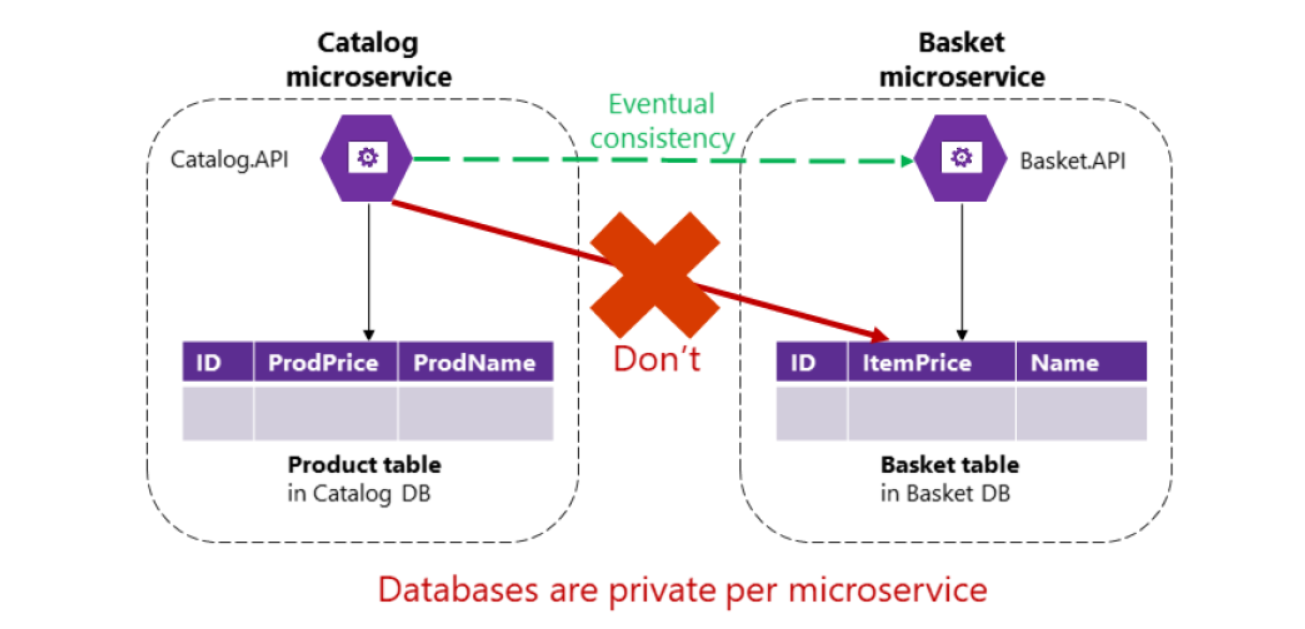 Catalog
microservice
Basket
microservice
Eventual
consistency
Catalog.API
Basket.API
Don't
ID ProdPrice ProdName
ID ItemPrice Name
Product table
in Catalog DB
Basket table
in Basket DB
Databases are private per microservice